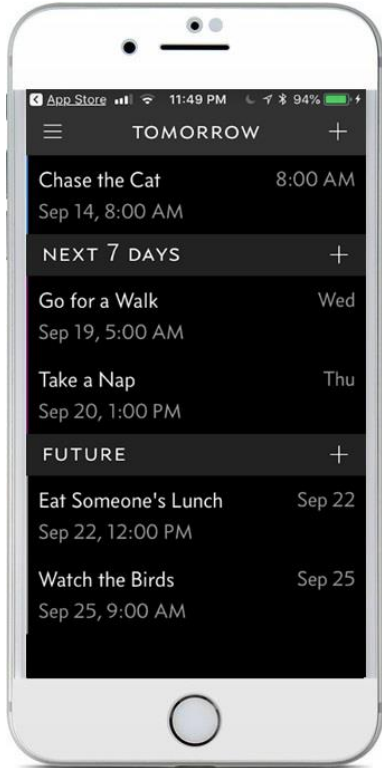 App Store 11:49 PM 94%
TOMORROW +
Chase the Cat 8:00 AM
Sep 14, 8:00 AM
NEXT 7 DAYS +
Go for a Walk Wed
Sep 19, 5:00 AM
Take a Nap Thu
Sep 20, 1:00 PM
FUTURE +
Eat Someone's Lunch Sep 22
Sep 22, 12:00 PM
Watch the Birds Sep 25
Sep 25, 9:00 AM